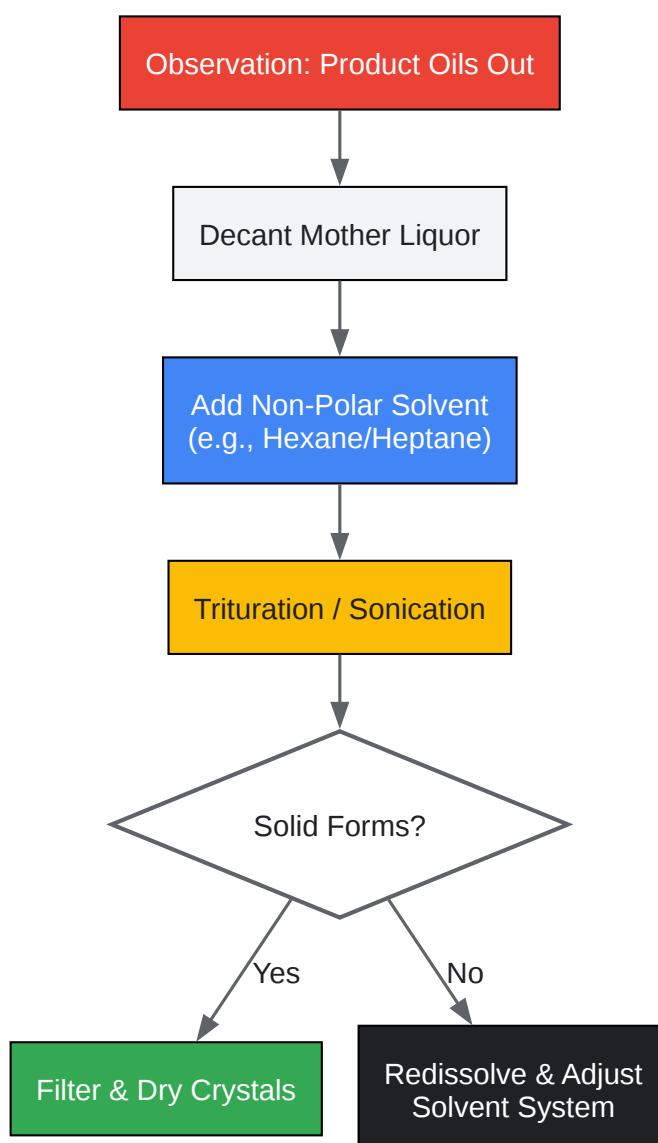 Observation: Product Oils Out
Decant Mother Liquor
Add Non-Polar Solvent
(e.g., Hexane/Heptane)
Trituration / Sonication
Solid Forms?
Yes
No
Filter & Dry Crystals
Redissolve & Adjust
Solvent System